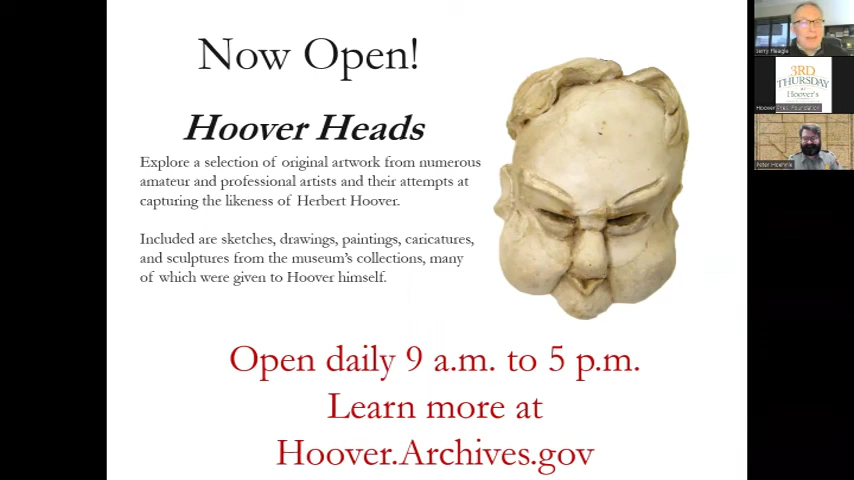 Now Open!
Hoover Heads
Explore a selection of original artwork from numerous
amateur and professional artists and their attempts at
capturing the likeness of Herbert Hoover.
Included are sketches, drawings, paintings, caricatures,
and sculptures from the museum's collections, many
of which were given to Hoover himself.
Open daily 9 a.m. to 5 p.m.
Learn more at
Hoover.Archives.gov
3RD
THURSDAY
at
Hoover's